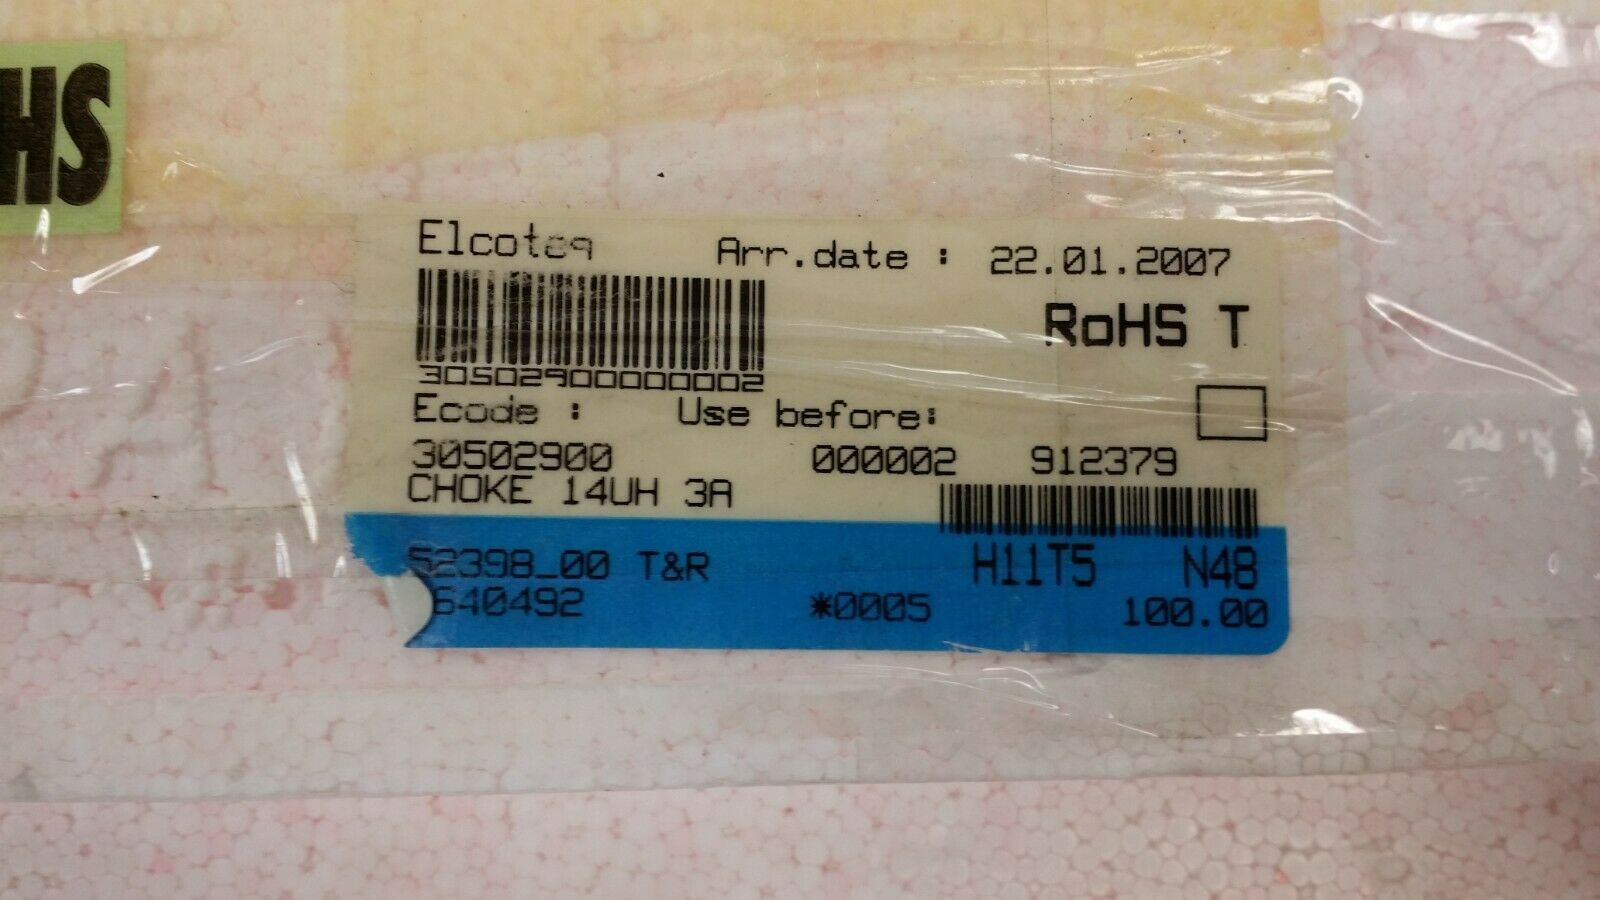 HS
Elcoteq Arr.date : 22.01.2007
RoHS T
30502900000002
Ecode : Use before:
30502900 000002 912379
CHOKE 14UH 3A
52398_00 T&R H11T5 N48
640492 *0005 100.00